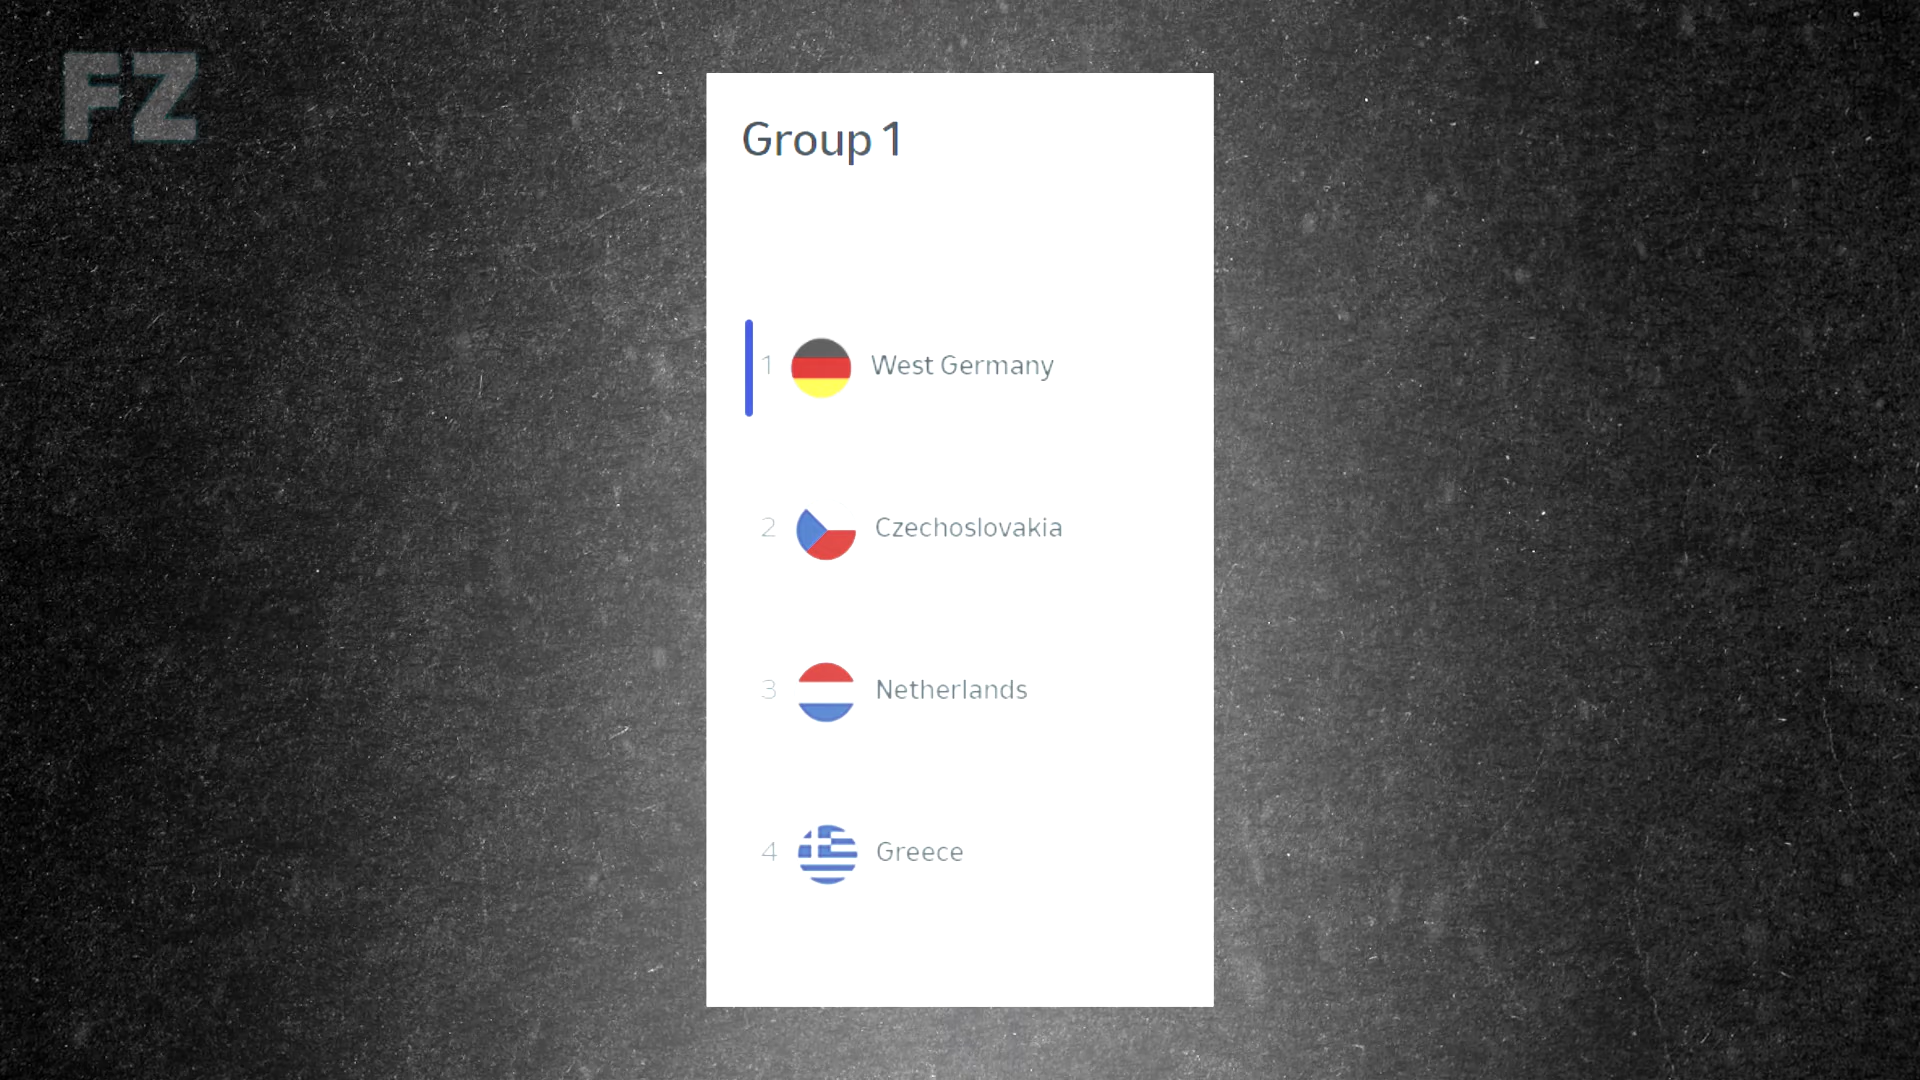 FZ
Group 1
1 West Germany
2 Czechoslovakia
3 Netherlands
4 Greece